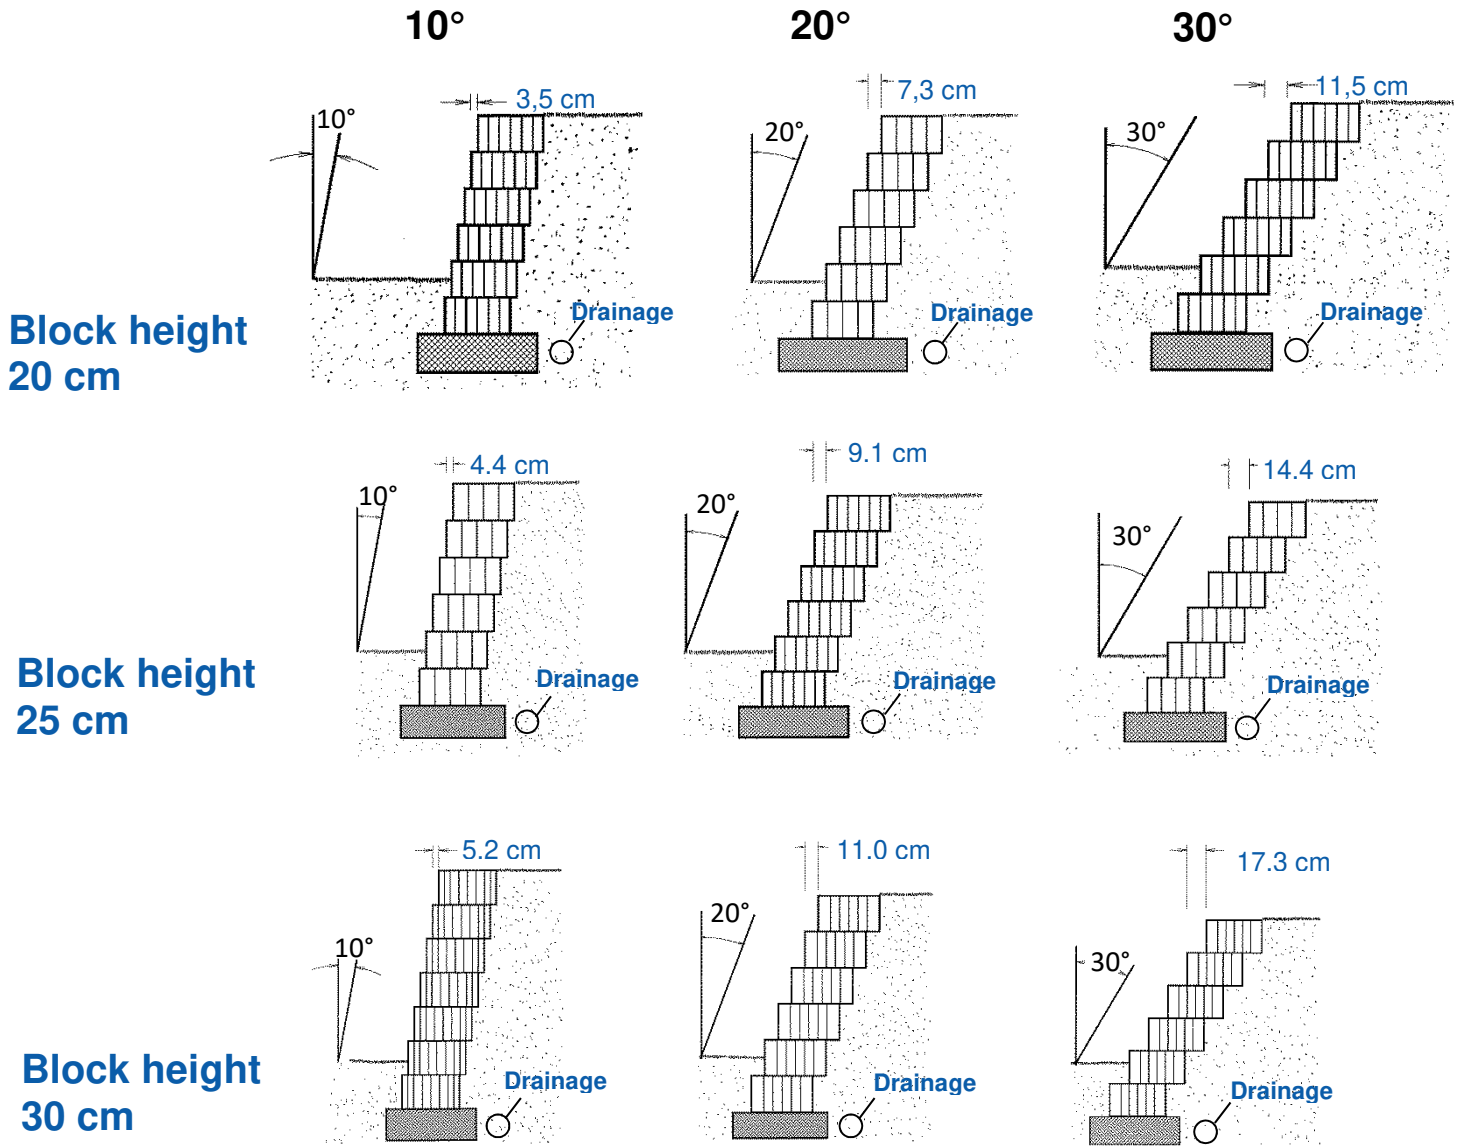 10° 20° 30°
3,5 cm 7,3 cm 11,5 cm
10° 20° 30°
Block height
20 cm
Drainage Drainage Drainage
4.4 cm 9.1 cm 14.4 cm
10° 20° 30°
Block height
25 cm
Drainage Drainage Drainage
5.2 cm 11.0 cm 17.3 cm
10° 20° 30°
Block height
30 cm
Drainage Drainage Drainage